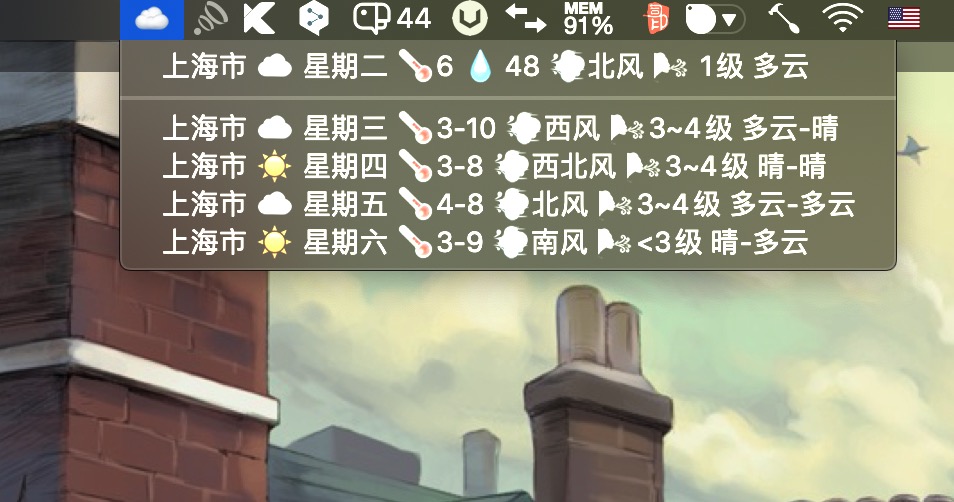 44 MEM
91%
上海市 ☁️ 星期二 🌡6 💧 48 北风 🌬 1级 多云
上海市 ☁️ 星期三 🌡3-10 西风 🌬3~4级 多云-晴
上海市 ☀️ 星期四 🌡3-8 西北风 🌬3~4级 晴-晴
上海市 ☁️ 星期五 🌡4-8 北风 🌬3~4级 多云-多云
上海市 ☀️ 星期六 🌡3-9 南风 🌬<3级 晴-多云